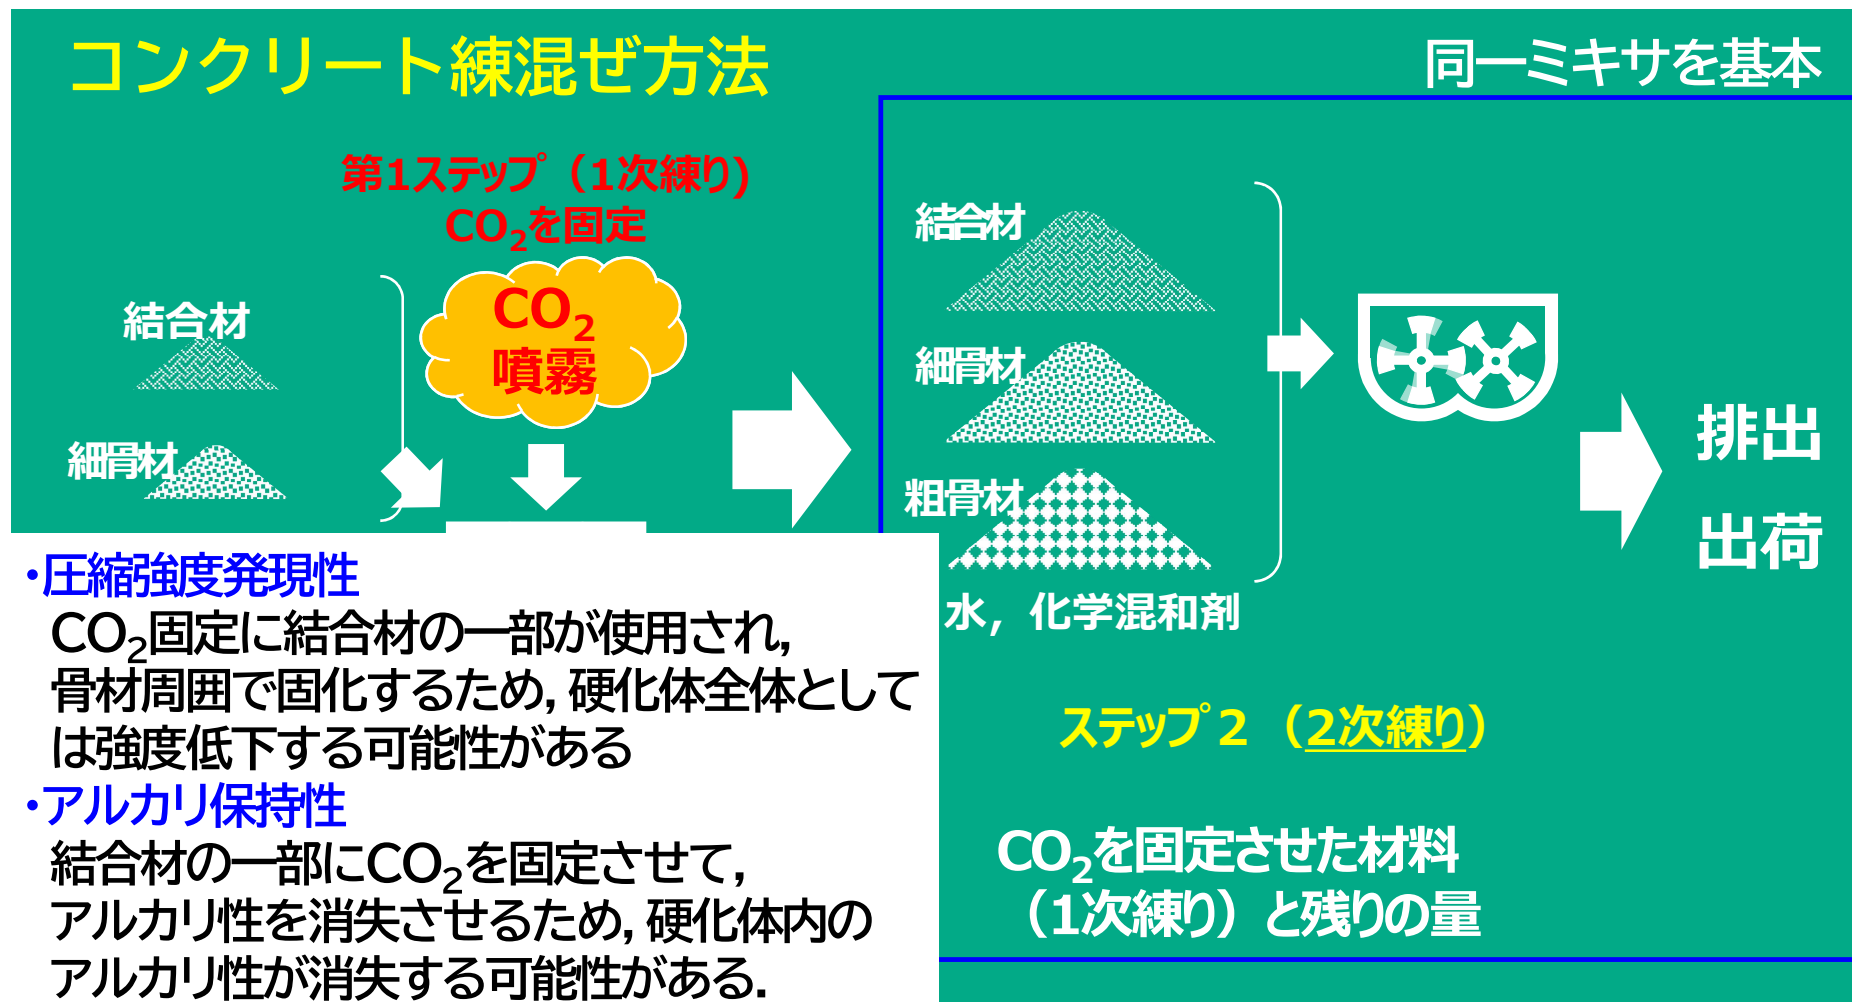 コンクリート練混ぜ方法
同一ミキサを基本
第1ステップ（1次練り)
CO₂を固定
結合材
細骨材
CO₂
噴霧
結合材
細骨材
粗骨材
水，化学混和剤
排出
出荷
ステップ２（2次練り）
CO₂を固定させた材料
（1次練り）と残りの量
・圧縮強度発現性
CO₂固定に結合材の一部が使用され，
骨材周囲で固化するため，硬化体全体として
は強度低下する可能性がある
・アルカリ保持性
結合材の一部にCO₂を固定させて，
アルカリ性を消失させるため，硬化体内の
アルカリ性が消失する可能性がある．